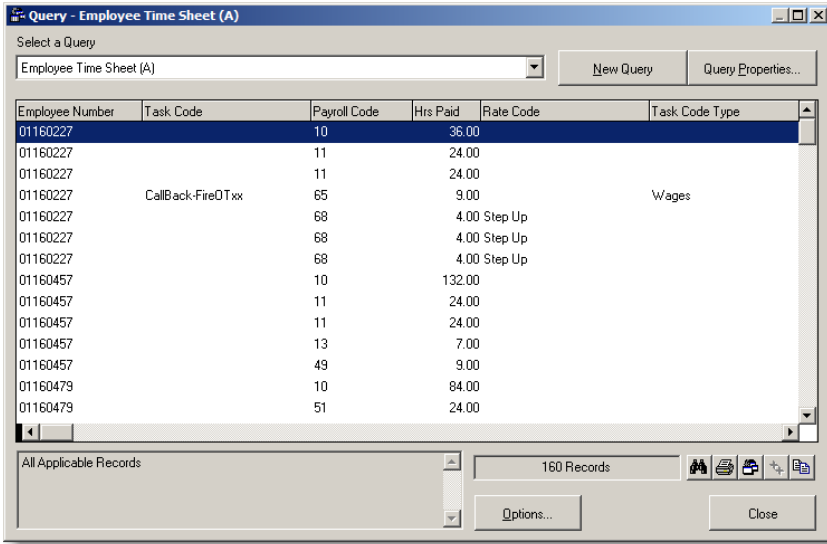 Query - Employee Time Sheet (A)
Select a Query
Employee Time Sheet (A)
New Query
Query Properties...
Employee Number Task Code Payroll Code Hrs Paid Rate Code Task Code Type
01160227 10 36.00
01160227 11 24.00
01160227 11 24.00
01160227 CallBack-FireOTxx 65 9.00 Wages
01160227 68 4.00 Step Up
01160227 68 4.00 Step Up
01160227 68 4.00 Step Up
01160457 10 132.00
01160457 11 24.00
01160457 11 24.00
01160457 13 7.00
01160457 49 9.00
01160479 10 84.00
01160479 51 24.00
All Applicable Records
160 Records
Options...
Close